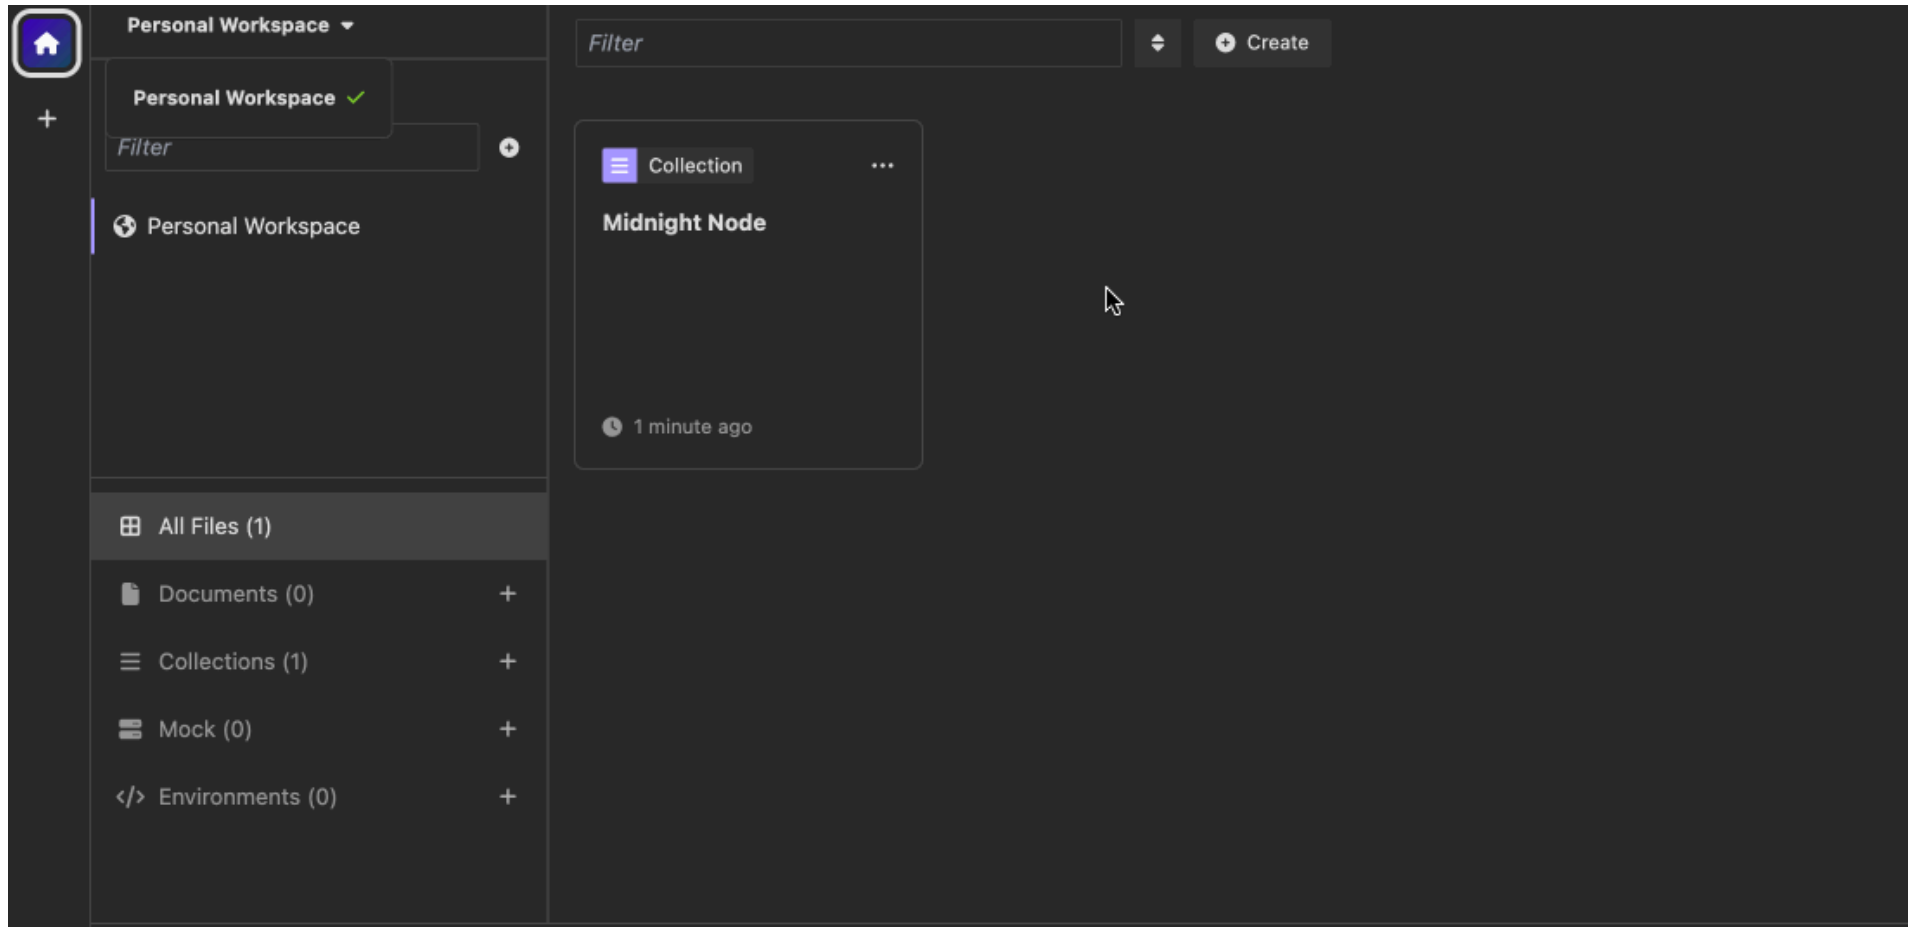 Personal Workspace
Personal Workspace
Filter
Personal Workspace
All Files (1)
Documents (0)
Collections (1)
Mock (0)
Environments (0)
Filter
Create
Collection
Midnight Node
1 minute ago